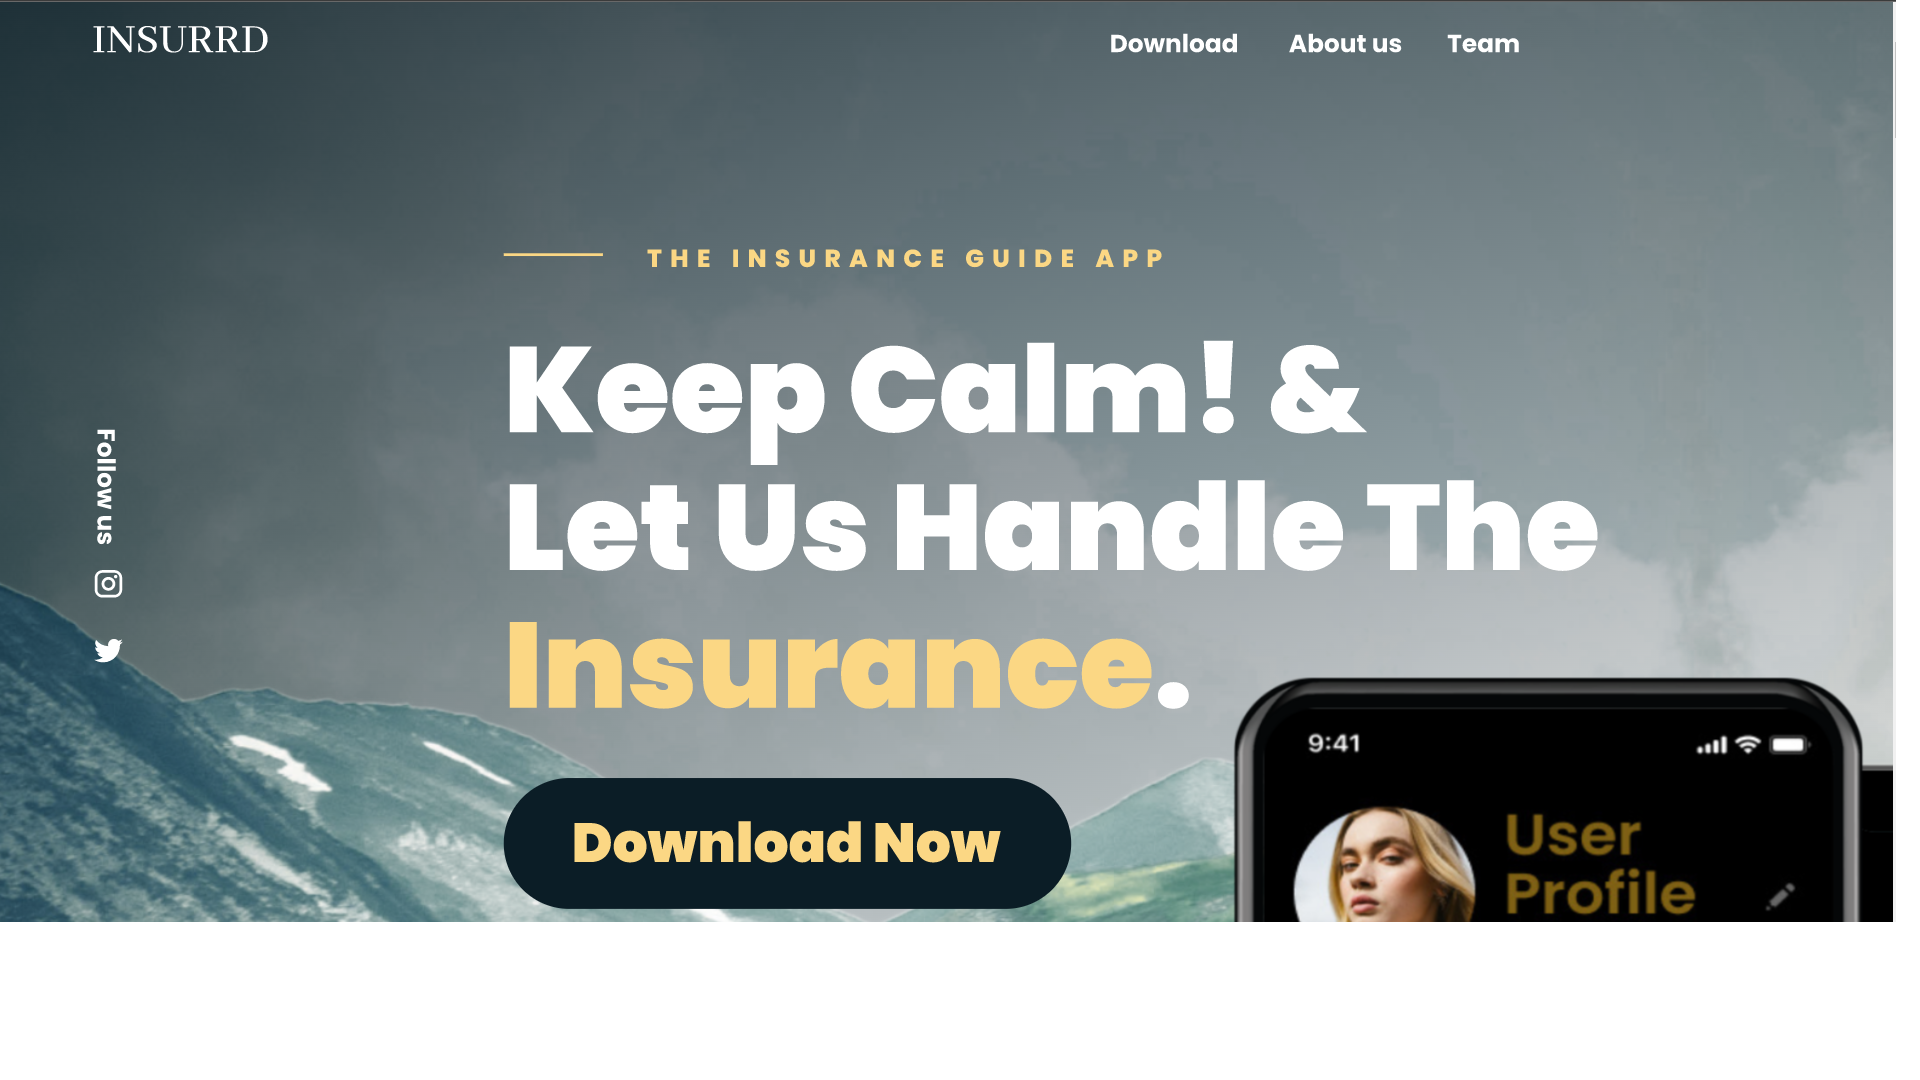 INSURRD
Download About us Team
THE INSURANCE GUIDE APP
Keep Calm! &
Let Us Handle The
Insurance.
Follow us
Download Now
9:41
User
Profile